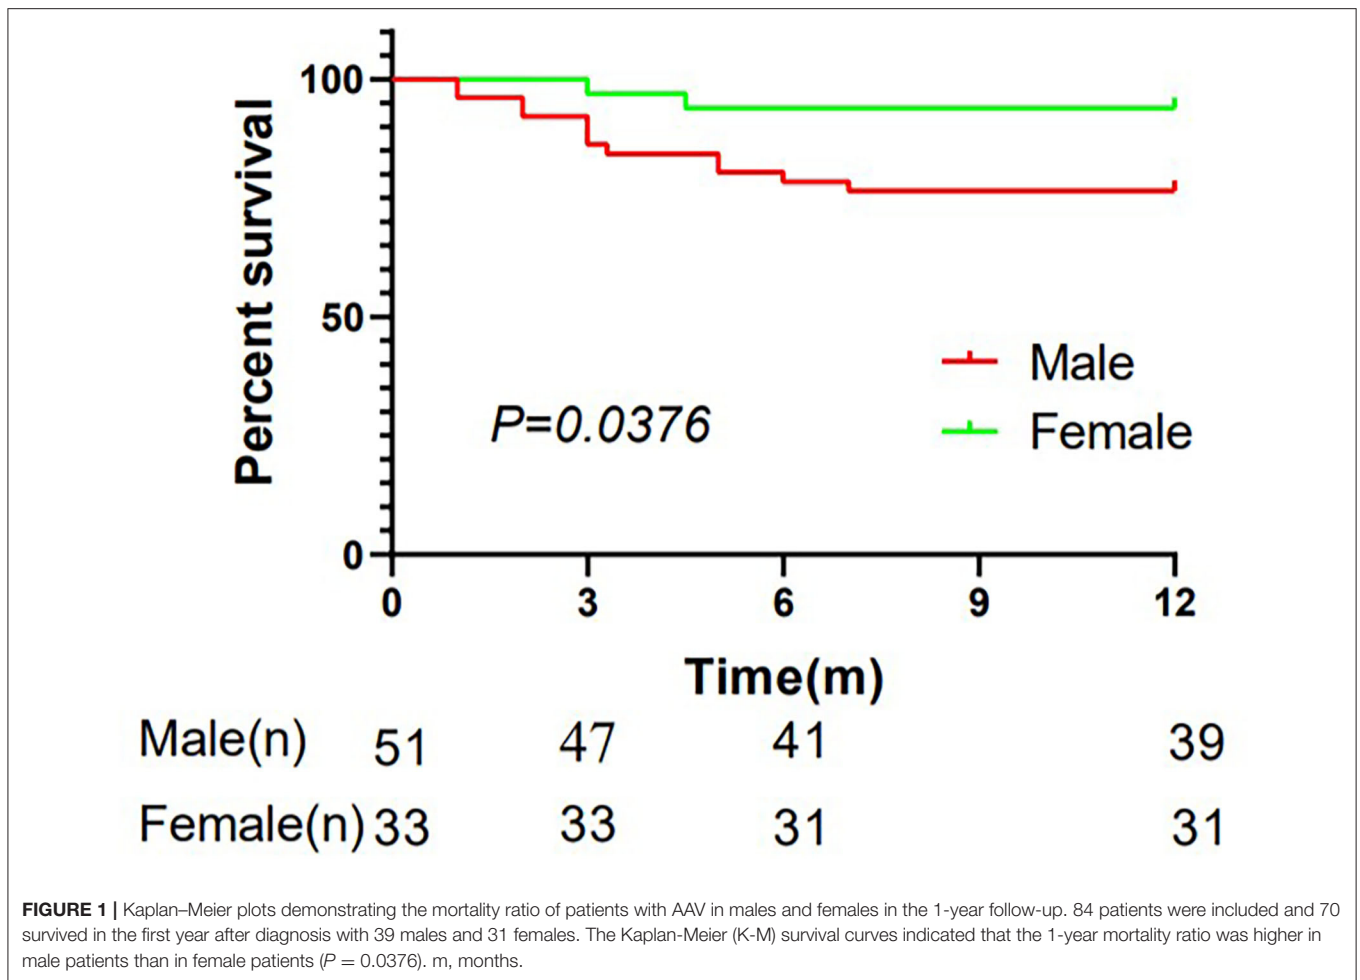 100
50
0
Percent survival
P=0.0376
Male
Female
0 3 6 9 12
Time(m)
Male(n) 51 47 41 39
Female(n) 33 33 31 31
FIGURE 1 | Kaplan–Meier plots demonstrating the mortality ratio of patients with AAV in males and females in the 1-year follow-up. 84 patients were included and 70
survived in the first year after diagnosis with 39 males and 31 females. The Kaplan-Meier (K-M) survival curves indicated that the 1-year mortality ratio was higher in
male patients than in female patients (P = 0.0376). m, months.